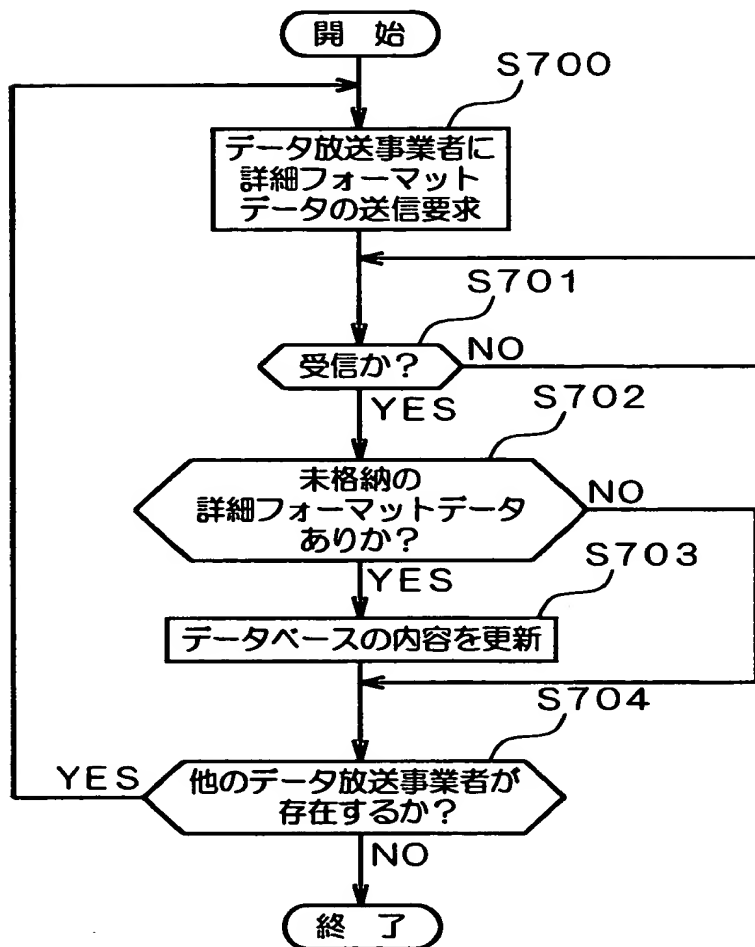 開 始
S700
データ放送事業者に
詳細フォーマット
データの送信要求
S701
受信か?
NO
YES
S702
未格納の
詳細フォーマットデータ
ありか?
NO
YES
S703
データベースの内容を更新
S704
YES
他のデータ放送事業者が
存在するか?
NO
終 了